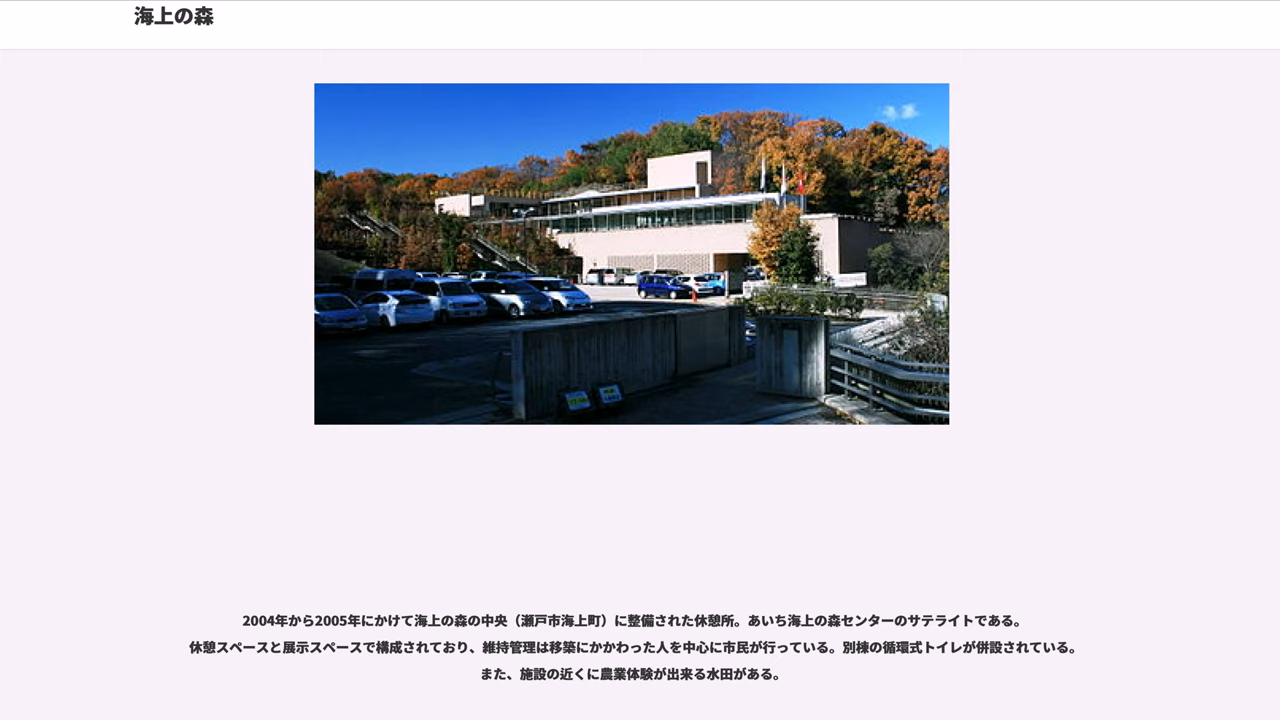 海上の森
2004年から2005年にかけて海上の森の中央（瀬戸市海上町）に整備された休憩所。あいち海上の森センターのサテライトである。
休憩スペースと展示スペースで構成されており、維持管理は移築にかかわった人を中心に市民が行っている。別棟の循環式トイレが併設されている。
また、施設の近くに農業体験が出来る水田がある。